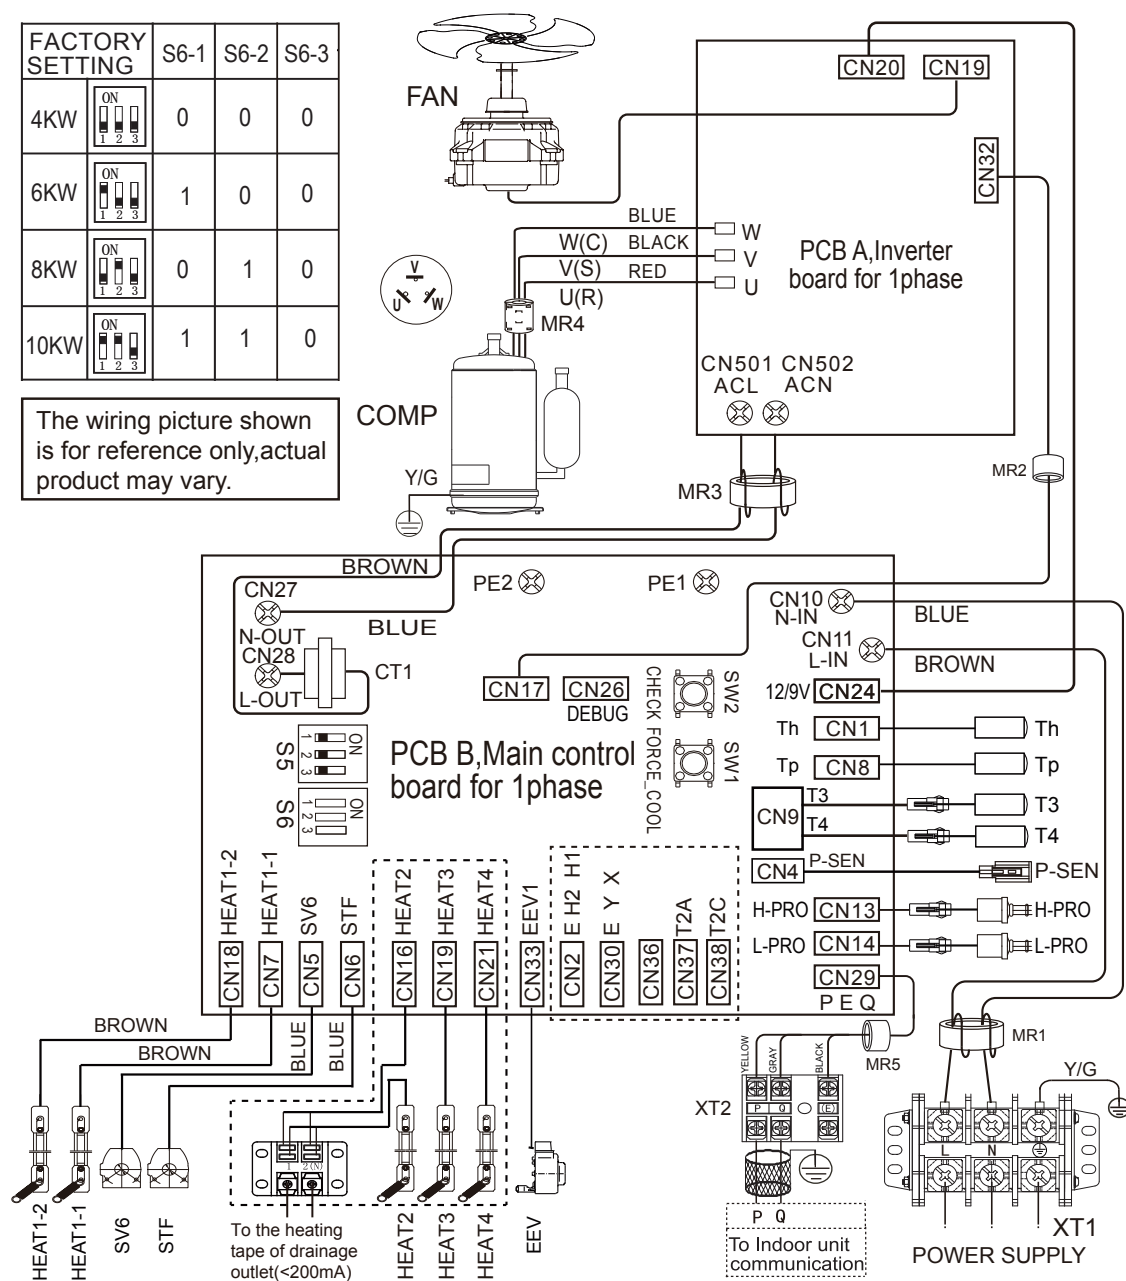 FACTORY SETTING S6-1 S6-2 S6-3
4KW ON 1 2 3 0 0 0
6KW ON 1 2 3 1 0 0
8KW ON 1 2 3 0 1 0
10KW ON 1 2 3 1 1 0
The wiring picture shown
is for reference only,actual
product may vary.
FAN
CN20 CN19
CN32
BLUE W
W(C) BLACK V
V(S) RED U
U(R)
PCB A,Inverter
board for 1phase
V
U W
MR4
CN501 CN502
ACL ACN
COMP
Y/G
MR3
MR2
BROWN
CN27
N-OUT
BLUE
CN28
L-OUT
CT1
PE2 PE1
CN10
N-IN
BLUE
CN11
L-IN
BROWN
CN17 CN26
DEBUG
CHECK FORCE_COOL
SW2
SW1
S5
ON
1 2 3
S6
ON
1 2 3
PCB B,Main control
board for 1phase
12/9V CN24
Th CN1 Th
Tp CN8 Tp
CN9
T3 T3
T4 T4
CN4 P-SEN P-SEN
H-PRO CN13 H-PRO
L-PRO CN14 L-PRO
CN29
P E Q
HEAT1-2
CN18
HEAT1-1
CN7
SV6
CN5
STF
CN6
HEAT2
CN16
HEAT3
CN19
HEAT4
CN21
EEV1
CN33
E H2 H1
CN2
E Y X
CN30
CN36
T2A
CN37
T2C
CN38
BROWN
BROWN
BLUE
BLUE
HEAT1-2
HEAT1-1
SV6
STF
1 2(N)
To the heating
tape of drainage
outlet(<200mA)
HEAT2
HEAT3
HEAT4
EEV
YELLOW
GRAY
BLACK
MR5
XT2
P Q (E)
P Q
To Indoor unit
communication
MR1
Y/G
L N
XT1
POWER SUPPLY